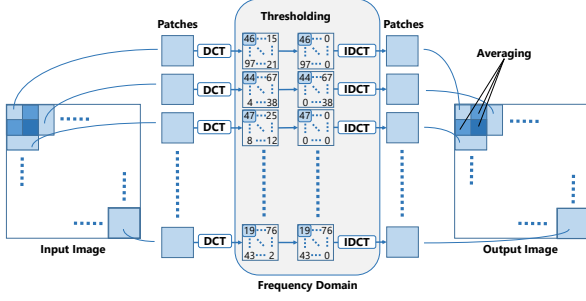 Patches
Thresholding
Patches
DCT
46 15
97 21
46 0
97 0
IDCT
Averaging
DCT
44 67
4 38
44 67
0 38
IDCT
DCT
47 25
8 12
47 0
0 0
IDCT
DCT
19 76
43 2
19 76
43 0
IDCT
Input Image
Output Image
Frequency Domain